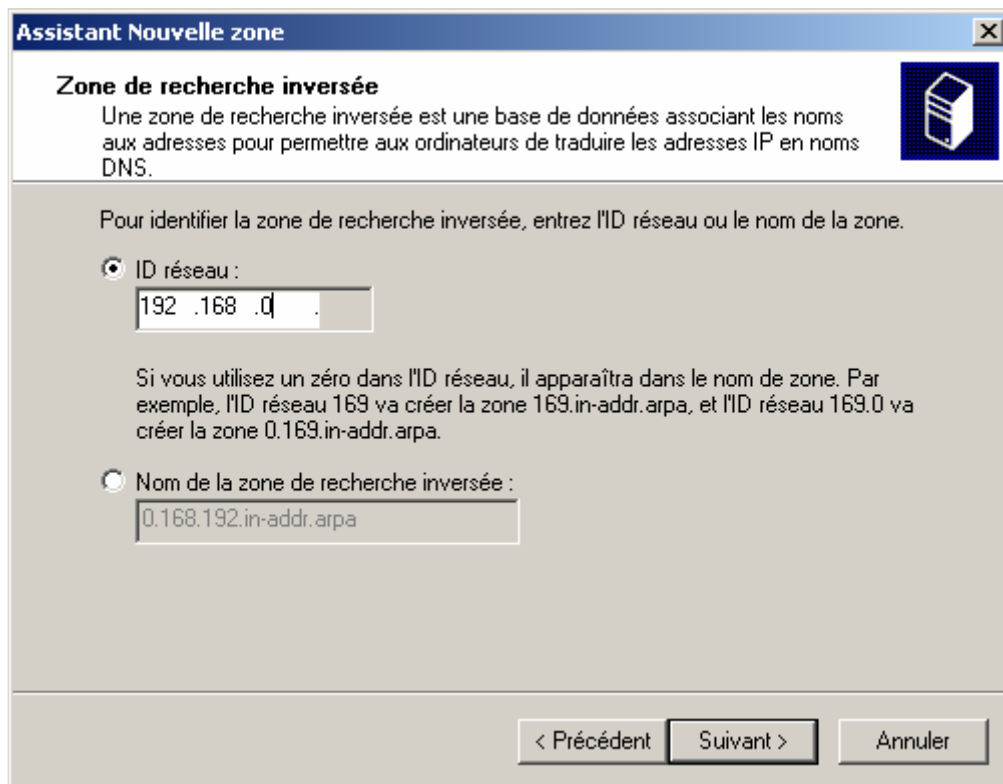 Assistant Nouvelle zone
Zone de recherche inversée
Une zone de recherche inversée est une base de données associant les noms
aux adresses pour permettre aux ordinateurs de traduire les adresses IP en noms
DNS.
Pour identifier la zone de recherche inversée, entrez l'ID réseau ou le nom de la zone.
ID réseau :
192 .168 .0 .
Si vous utilisez un zéro dans l'ID réseau, il apparaîtra dans le nom de zone. Par
exemple, l'ID réseau 169 va créer la zone 169.in-addr.arpa, et l'ID réseau 169.0 va
créer la zone 0.169.in-addr.arpa.
Nom de la zone de recherche inversée :
0.168.192.in-addr.arpa
< Précédent Suivant > Annuler